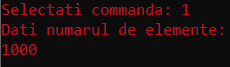 Selectati commanda: 1
Dati numarul de elemente:
1000